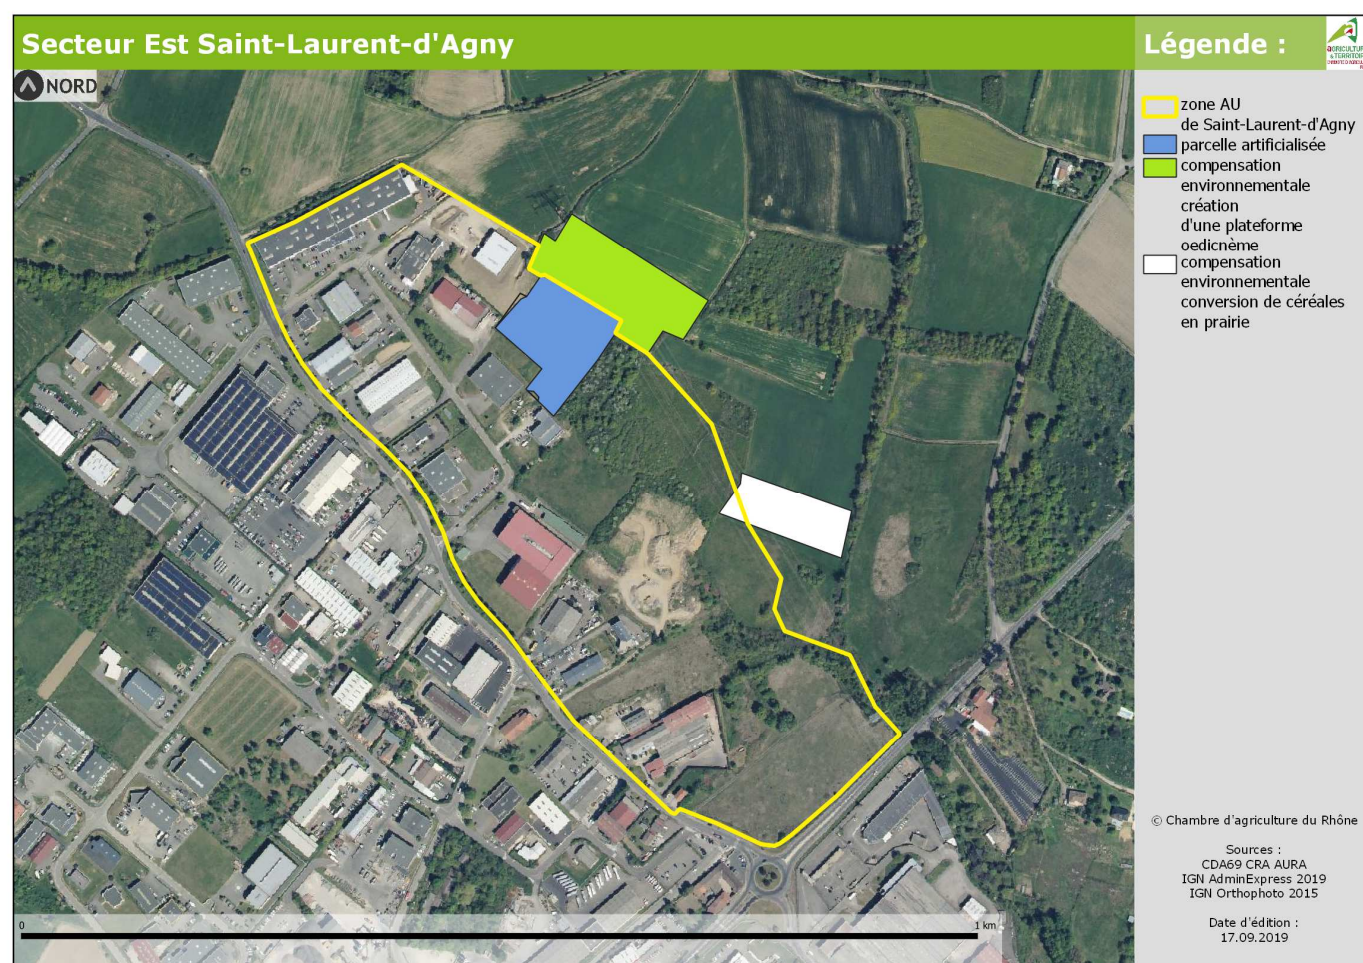 Secteur Est Saint-Laurent-d'Agny
Légende :
NORD
zone AU
de Saint-Laurent-d'Agny
parcelle artificialisée
compensation
environnementale
création
d'une plateforme
oedicnème
compensation
environnementale
conversion de céréales
en prairie
© Chambre d'agriculture du Rhône
Sources :
CDA69 CRA AURA
IGN AdminExpress 2019
IGN Orthophoto 2015
Date d'édition :
17.09.2019
0
1 km